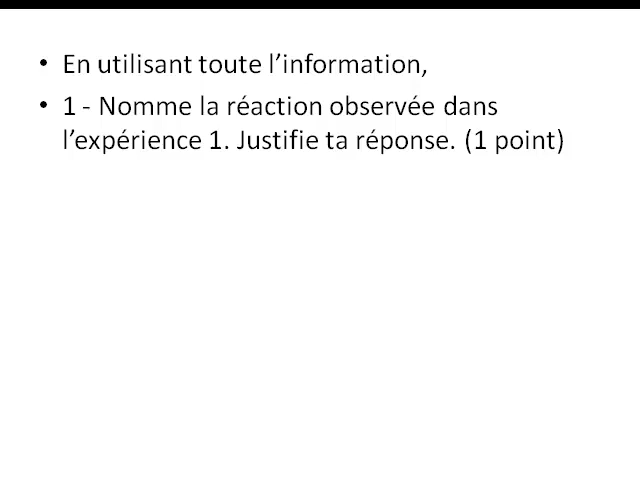 • En utilisant toute l’information,
• 1 - Nomme la réaction observée dans
l’expérience 1. Justifie ta réponse. (1 point)